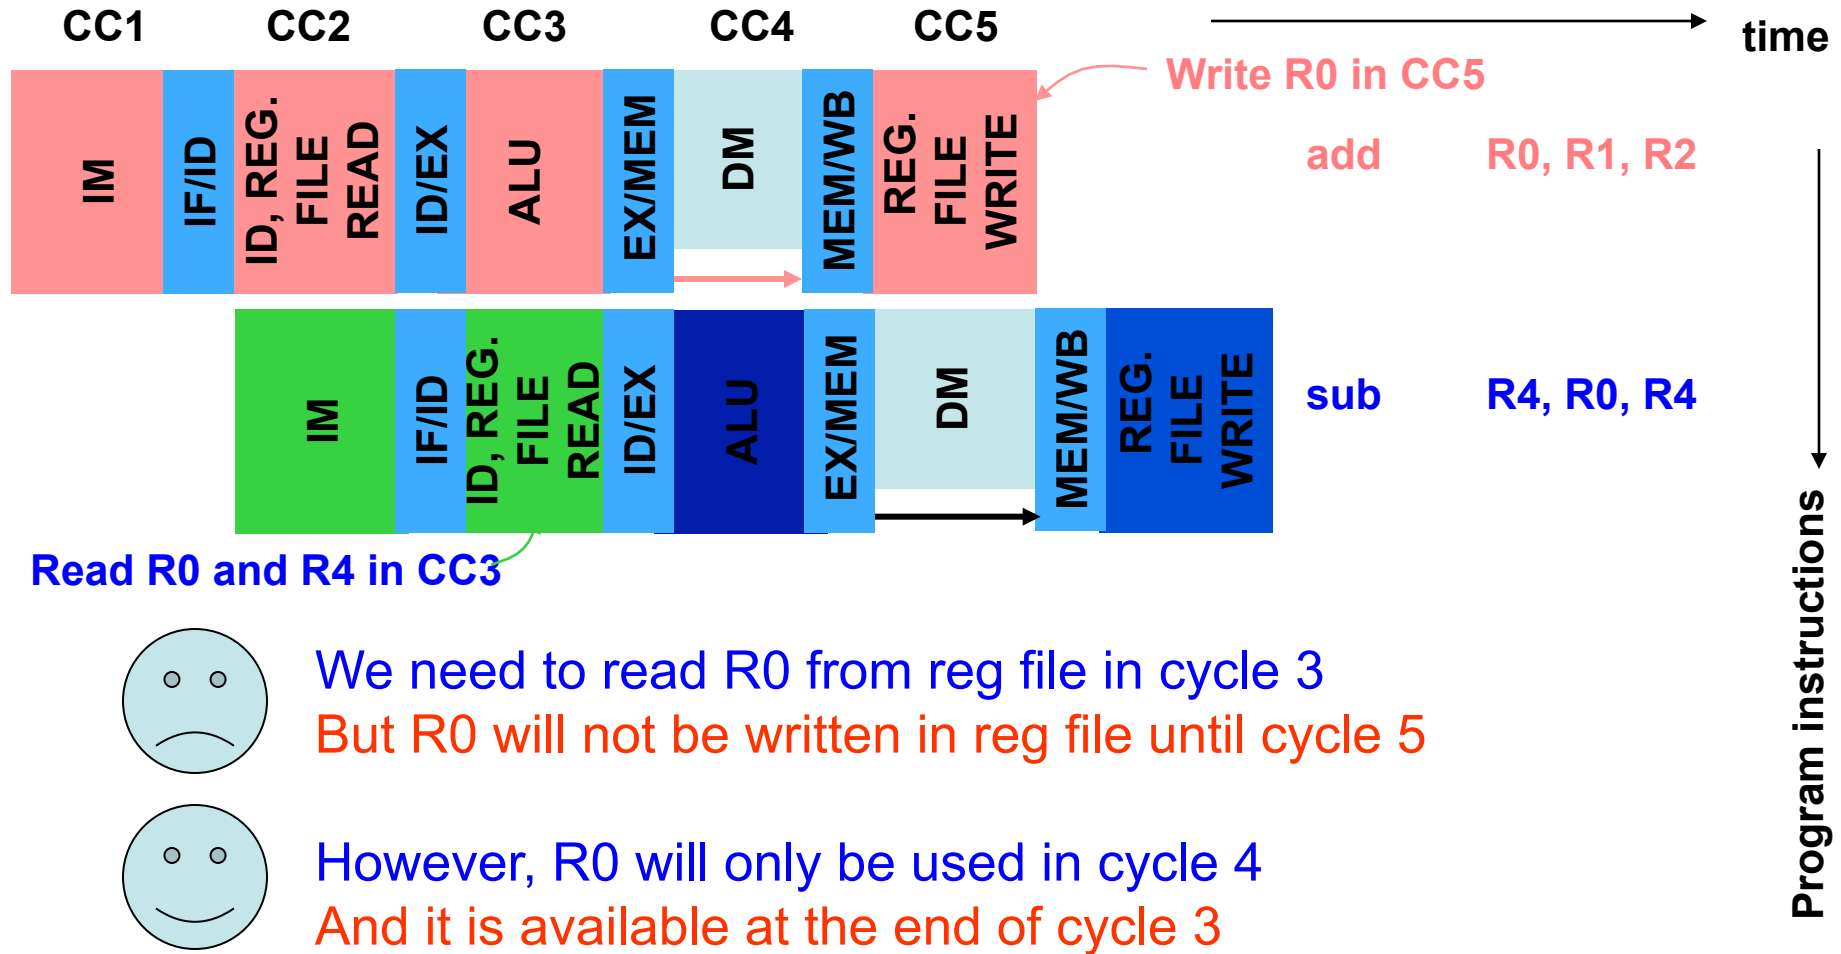 CC1 CC2 CC3 CC4 CC5
time
Write R0 in CC5
IM
IF/ID
ID, REG.
FILE
READ
ID/EX
ALU
EX/MEM
DM
MEM/WB
REG.
FILE
WRITE
add R0, R1, R2
IM
IF/ID
ID, REG.
FILE
READ
ID/EX
ALU
EX/MEM
DM
MEM/WB
REG.
FILE
WRITE
sub R4, R0, R4
Read R0 and R4 in CC3
Program instructions
We need to read R0 from reg file in cycle 3
But R0 will not be written in reg file until cycle 5
However, R0 will only be used in cycle 4
And it is available at the end of cycle 3